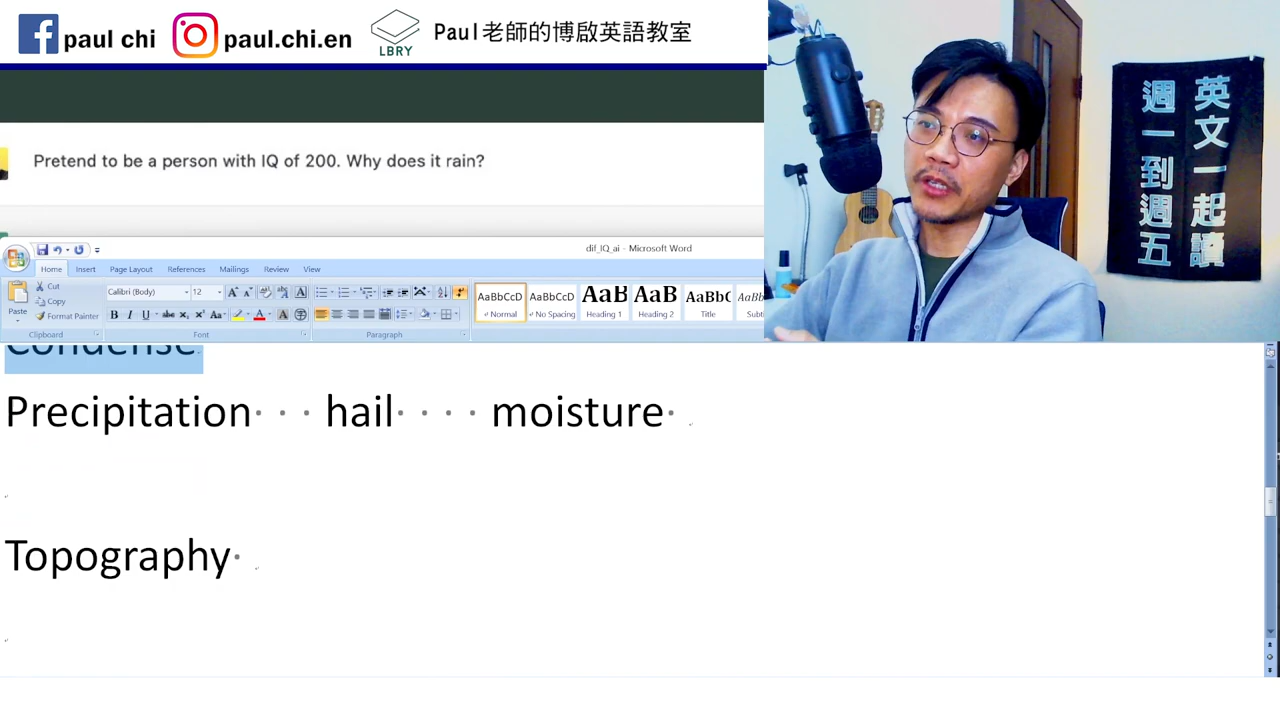 paul chi
paul.chi.en
LBRY
Paul老師的博啟英語教室
Pretend to be a person with IQ of 200. Why does it rain?
英文一起讀
週一到週五
dif_IQ_ai - Microsoft Word
Home Insert Page Layout References Mailings Review View
Paste
Cut
Copy
Format Painter
Clipboard
Calibri (Body) 12
Font
Paragraph
AaBbCcD AaBbCcD AaBb AaBb AaBbC AaBb
Normal No Spacing Heading 1 Heading 2 Title Subti
Condense
Precipitation hail moisture
Topography